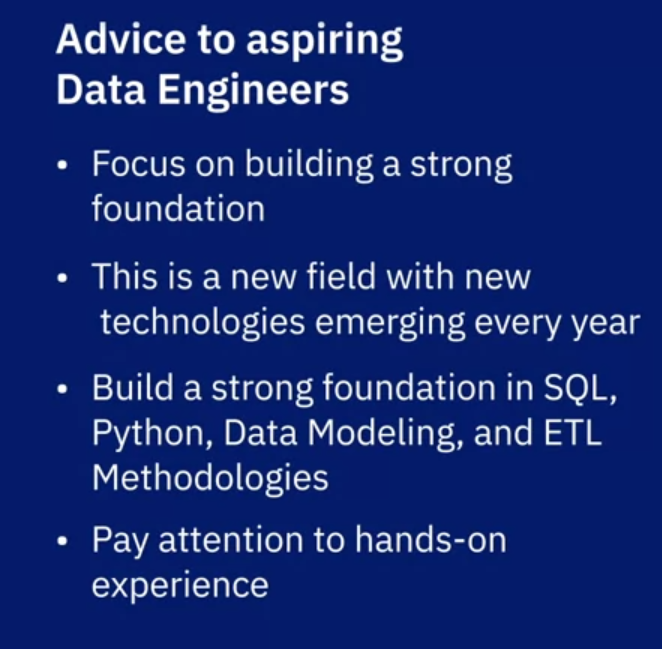 Advice to aspiring
Data Engineers
• Focus on building a strong
foundation
• This is a new field with new
technologies emerging every year
• Build a strong foundation in SQL,
Python, Data Modeling, and ETL
Methodologies
• Pay attention to hands-on
experience